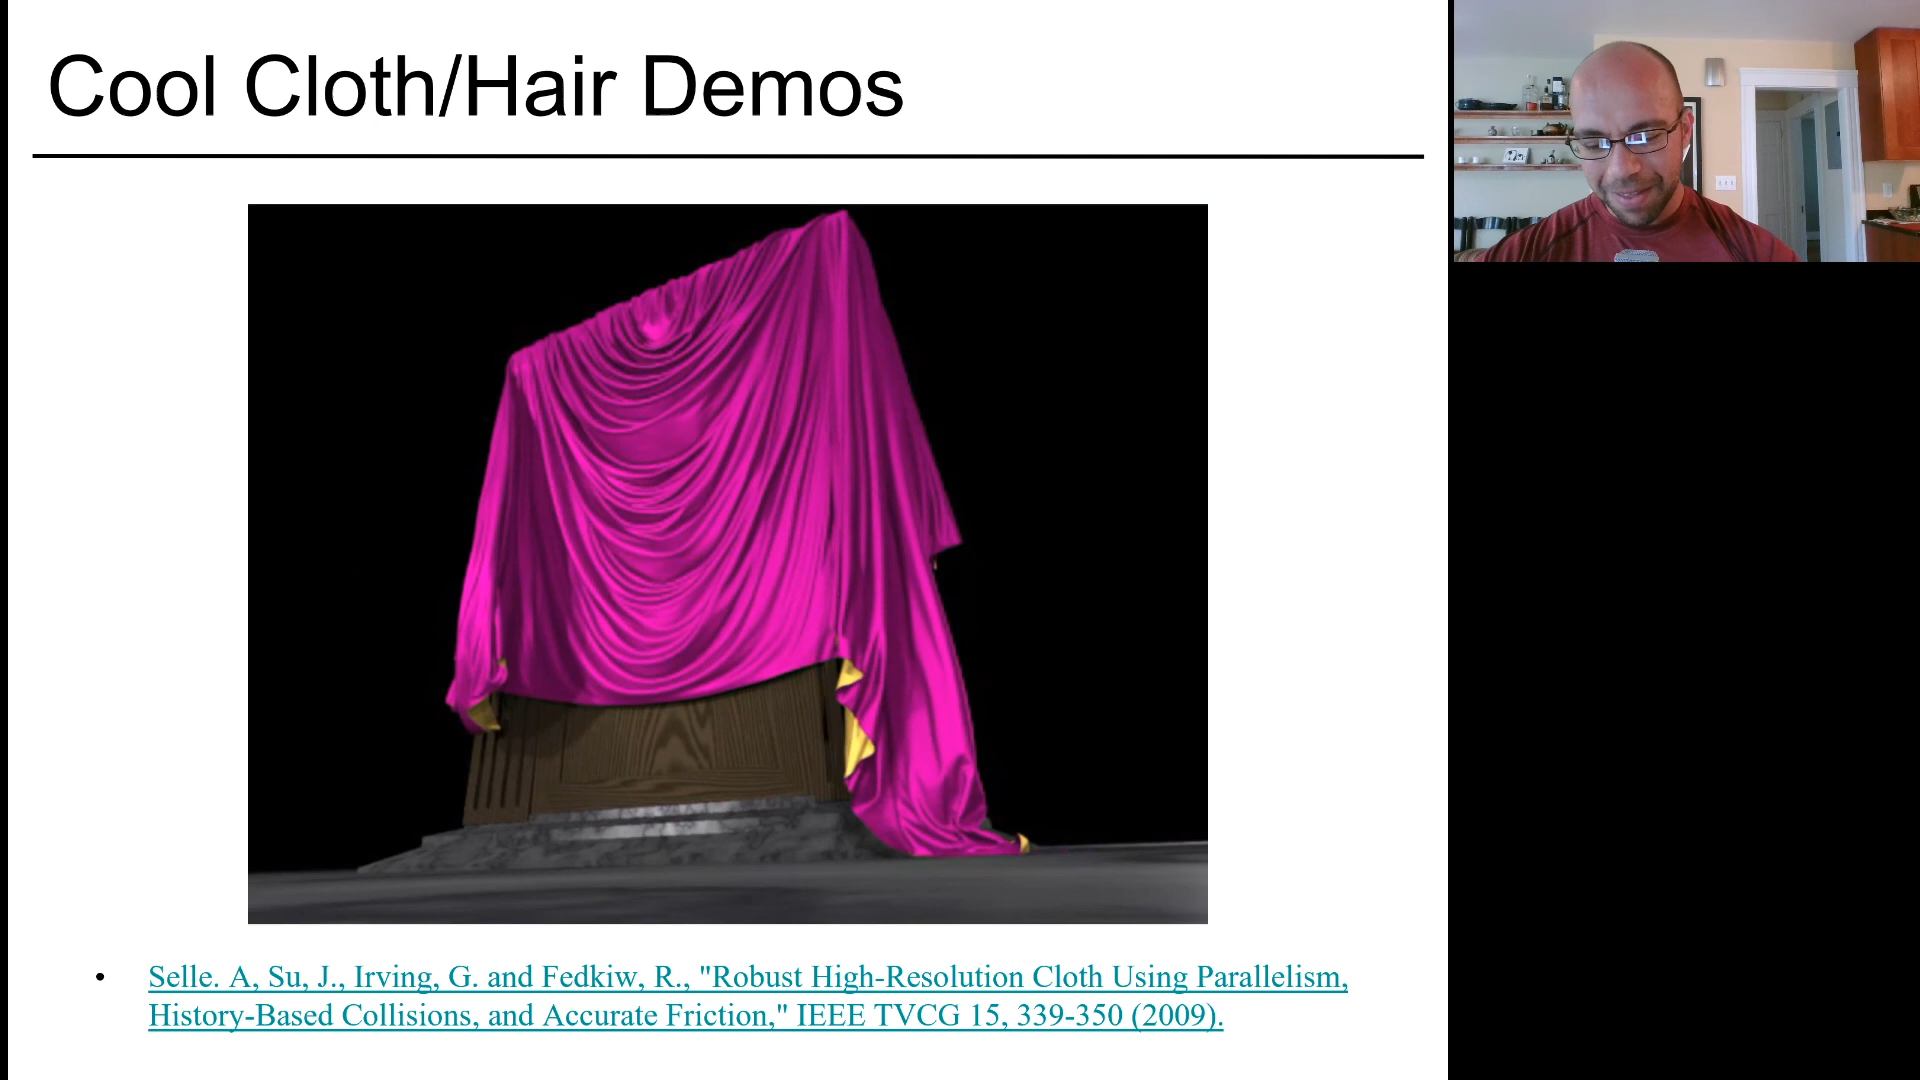 Cool Cloth/Hair Demos
• Selle. A, Su, J., Irving, G. and Fedkiw, R., "Robust High-Resolution Cloth Using Parallelism,
History-Based Collisions, and Accurate Friction," IEEE TVCG 15, 339-350 (2009).